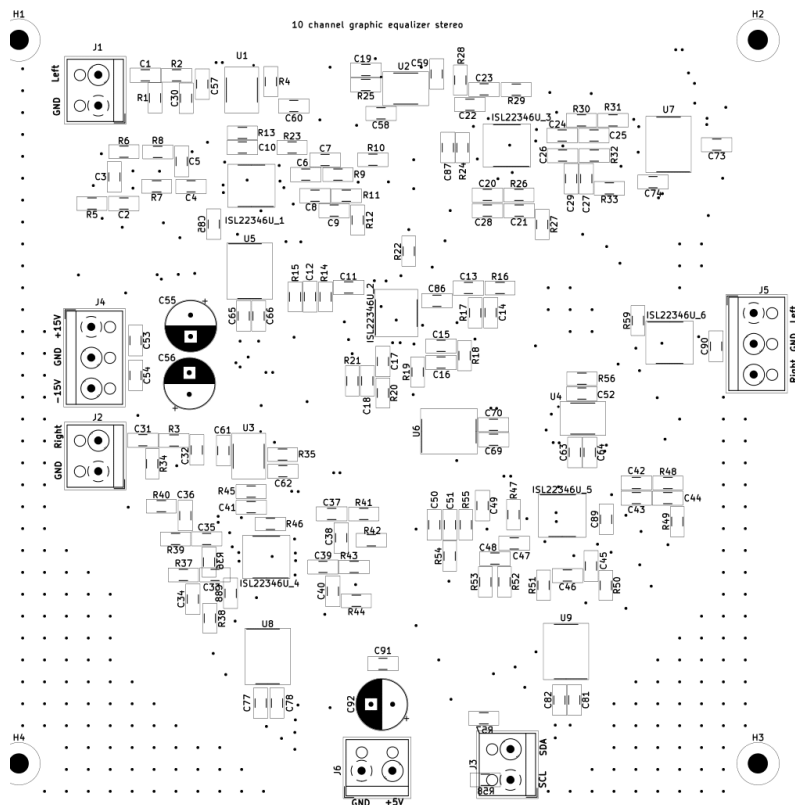 H1
10 channel graphic equalizer stereo
H2
J1
Left
GND
C1
R2
R1
C30
C57
U1
R4
C60
C19
R25
U2
C59
C58
R28
C23
C22
R29
R30
R31
C24
C25
C26
R32
U7
C73
C74
R6
R8
C3
C5
R7
C4
R5
C2
R13
C10
R23
C7
R10
C6
R9
C8
R11
C9
R12
ISL22346U_1
C87
R24
ISL22346U_3
C20
R26
C28
C21
R27
C29
C27
R33
U5
C65
C66
R22
R15
C12
R14
C11
ISL22346U_2
C86
C13
R16
R17
C14
J4
+15V
GND
-15V
C53
C54
C55
C56
C15
C16
R18
R19
R21
C18
C17
R20
R59
ISL22346U_6
C90
J5
Left
GND
Right
R56
C52
U4
C63
C64
J2
Right
GND
C31
R3
R34
C32
C61
U3
R35
C62
U6
C70
C69
R45
C41
R46
R40
C36
C35
R39
R37
C34
R38
ISL22346U_4
C37
R41
C38
R42
C39
R43
C40
R44
C50
C51
R55
R54
C49
R47
C48
C47
R53
R52
ISL22346U_5
C89
C42
R48
C43
C44
R49
C45
C46
R51
R50
U8
C77
C78
C91
C92
U9
C82
C81
J6
GND
+5V
R58
J3
SDA
SCL
H4
H3